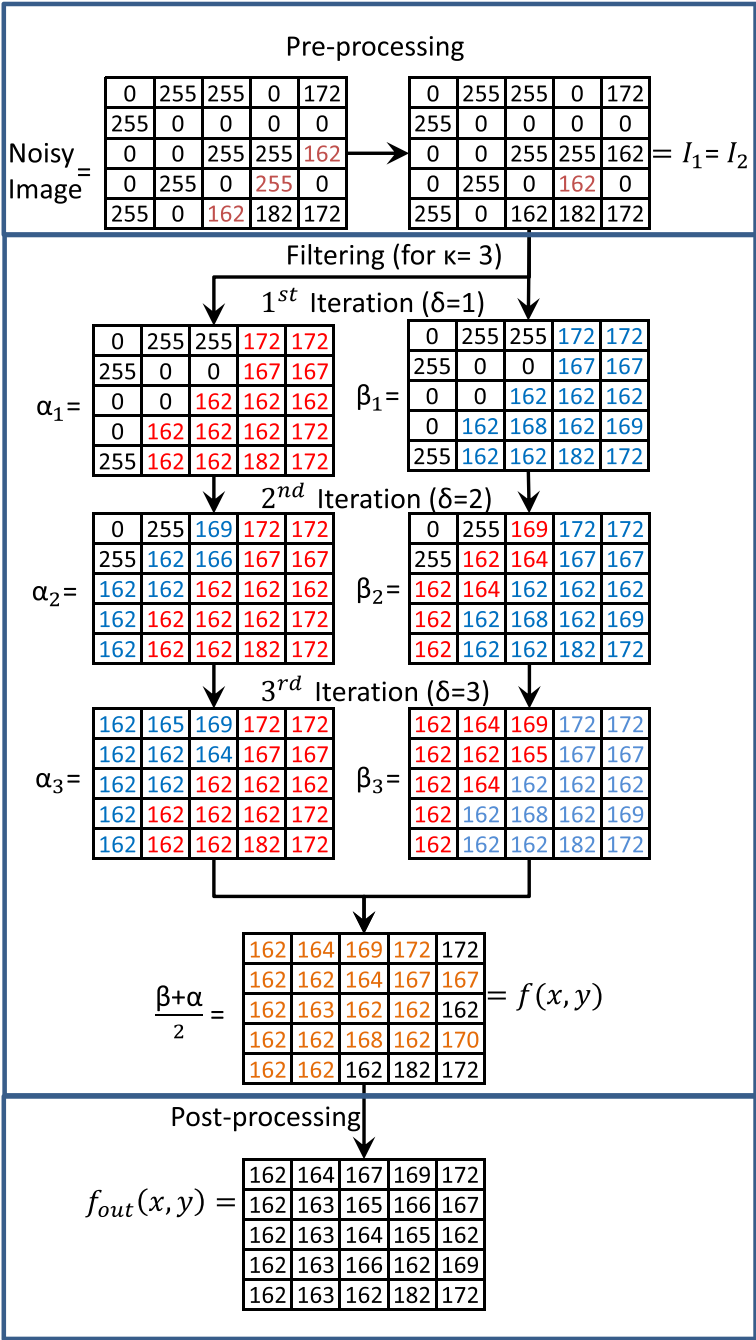 Pre-processing
0 255 255 0 172 0 255 255 0 172
255 0 0 0 0 255 0 0 0 0
Noisy Image = 0 0 255 255 162 0 0 255 255 162 = I₁= I₂
0 255 0 255 0 0 255 0 162 0
255 0 162 182 172 255 0 162 182 172
Filtering (for κ= 3)
1ˢᵗ Iteration (δ=1)
0 255 255 172 172 0 255 255 172 172
255 0 0 167 167 255 0 0 167 167
α₁= 0 0 162 162 162 β₁= 0 0 162 162 162
0 162 162 162 172 0 162 168 162 169
255 162 162 182 172 255 162 162 182 172
2ⁿᵈ Iteration (δ=2)
0 255 169 172 172 0 255 169 172 172
255 162 166 167 167 255 162 164 167 167
α₂= 162 162 162 162 162 β₂= 162 164 162 162 162
162 162 162 162 172 162 162 168 162 169
162 162 162 182 172 162 162 162 182 172
3ʳᵈ Iteration (δ=3)
162 165 169 172 172 162 164 169 172 172
162 162 164 167 167 162 162 165 167 167
α₃= 162 162 162 162 162 β₃= 162 164 162 162 162
162 162 162 162 172 162 162 168 162 169
162 162 162 182 172 162 162 162 182 172
162 164 169 172 172
162 162 164 167 167
β+α/2 = 162 163 162 162 162 = f(x, y)
162 162 168 162 170
162 162 162 182 172
Post-processing
162 164 167 169 172
fₒᵤₜ(x, y) = 162 163 165 166 167
162 163 164 165 162
162 163 166 162 169
162 163 162 182 172